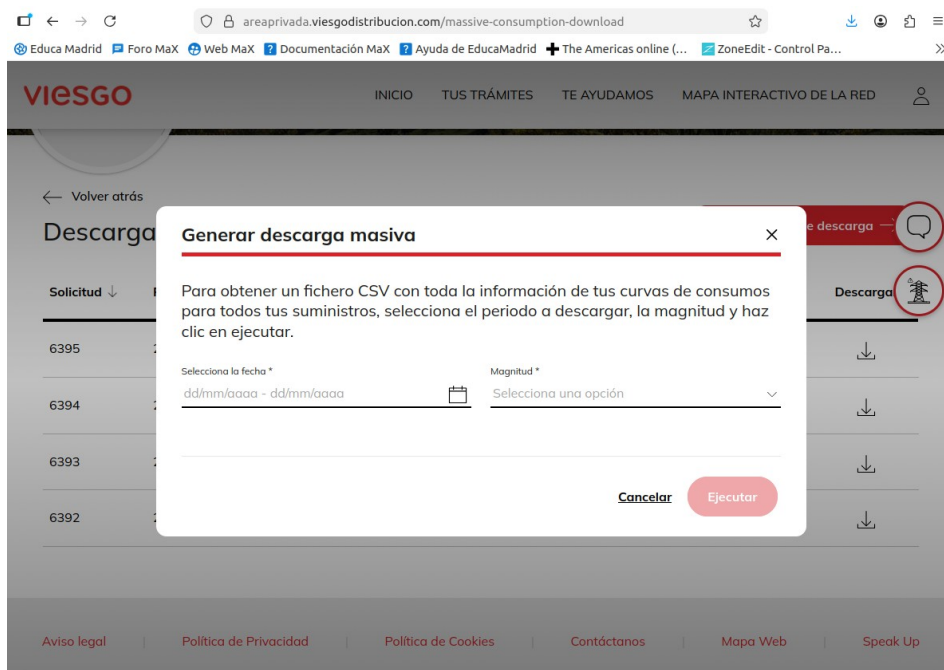 areaprivada.viesgodistribucion.com/massive-consumption-download
Educa Madrid Foro MaX Web MaX Documentación MaX Ayuda de EducaMadrid The Americas online (... ZoneEdit - Control Pa...
VIESGO
INICIO TUS TRÁMITES TE AYUDAMOS MAPA INTERACTIVO DE LA RED
Volver atrás
Descarga
e descarga
Generar descarga masiva
Solicitud
Descarga
Para obtener un fichero CSV con toda la información de tus curvas de consumos
para todos tus suministros, selecciona el periodo a descargar, la magnitud y haz
clic en ejecutar.
6395
Selecciona la fecha * Magnitud *
dd/mm/aaaa - dd/mm/aaaa Selecciona una opción
6394
6393
Cancelar Ejecutar
6392
Aviso legal Política de Privacidad Política de Cookies Contáctanos Mapa Web Speak Up